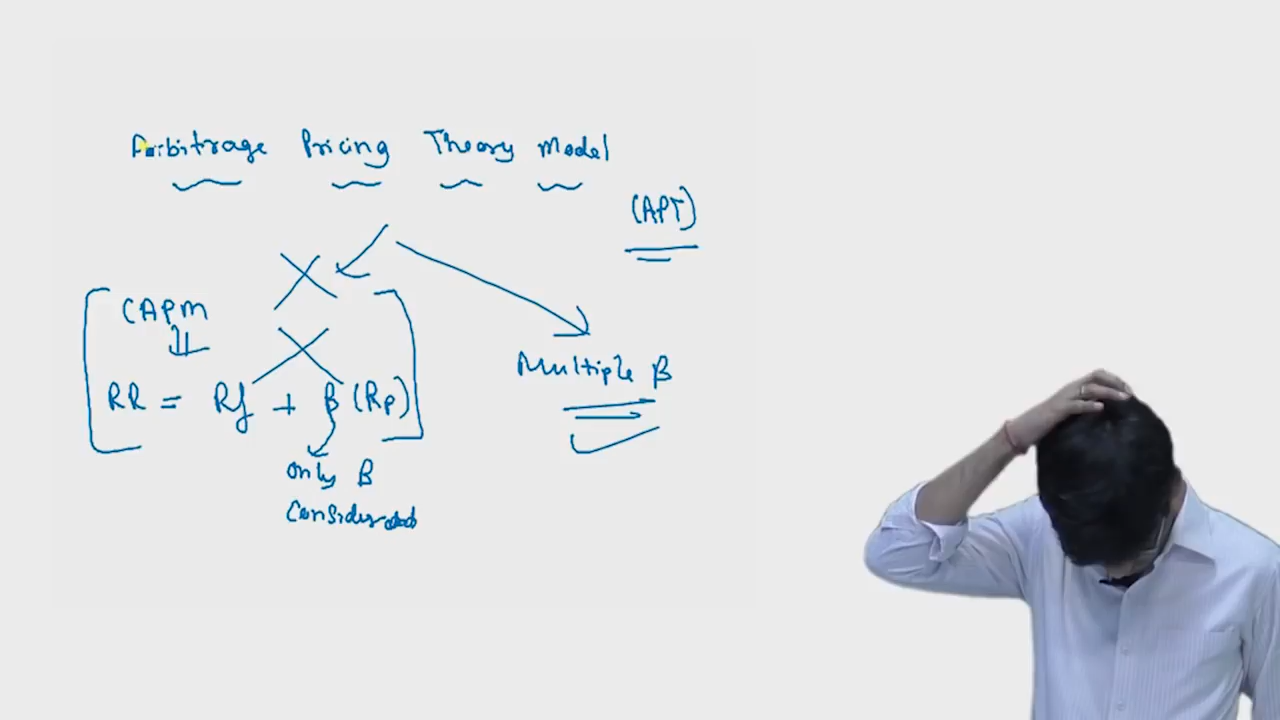 Arbitrage Pricing Theory Model
(APT)
CAPM
RR = Rf + β (Rp)
Multiple β
only β
Considered